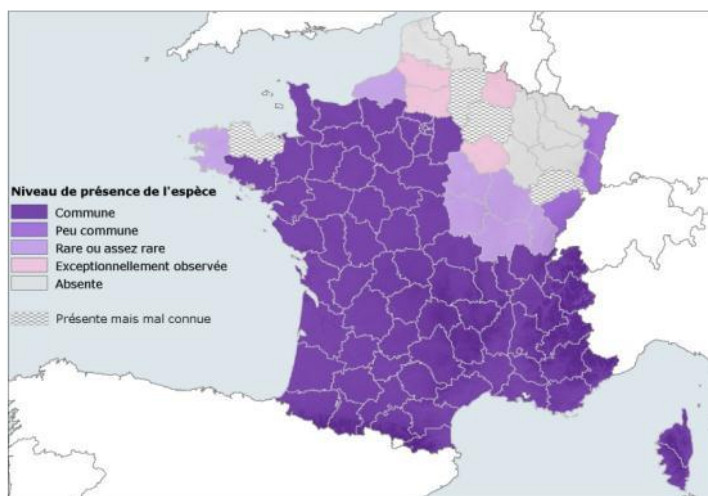 Niveau de présence de l'espèce
Commune
Peu commune
Rare ou assez rare
Exceptionnellement observée
Absente
Présente mais mal connue